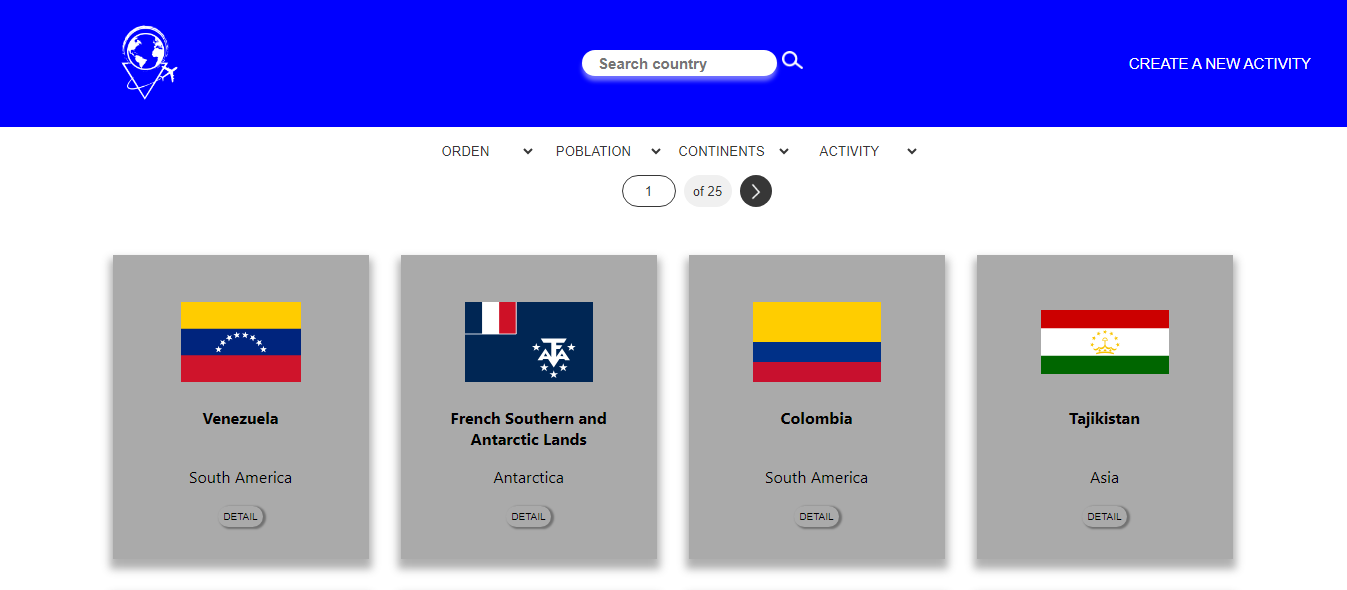 Search country
CREATE A NEW ACTIVITY
ORDEN
POBLATION
CONTINENTS
ACTIVITY
1
of 25
Venezuela
South America
DETAIL
French Southern and
Antarctic Lands
Antarctica
DETAIL
Colombia
South America
DETAIL
Tajikistan
Asia
DETAIL